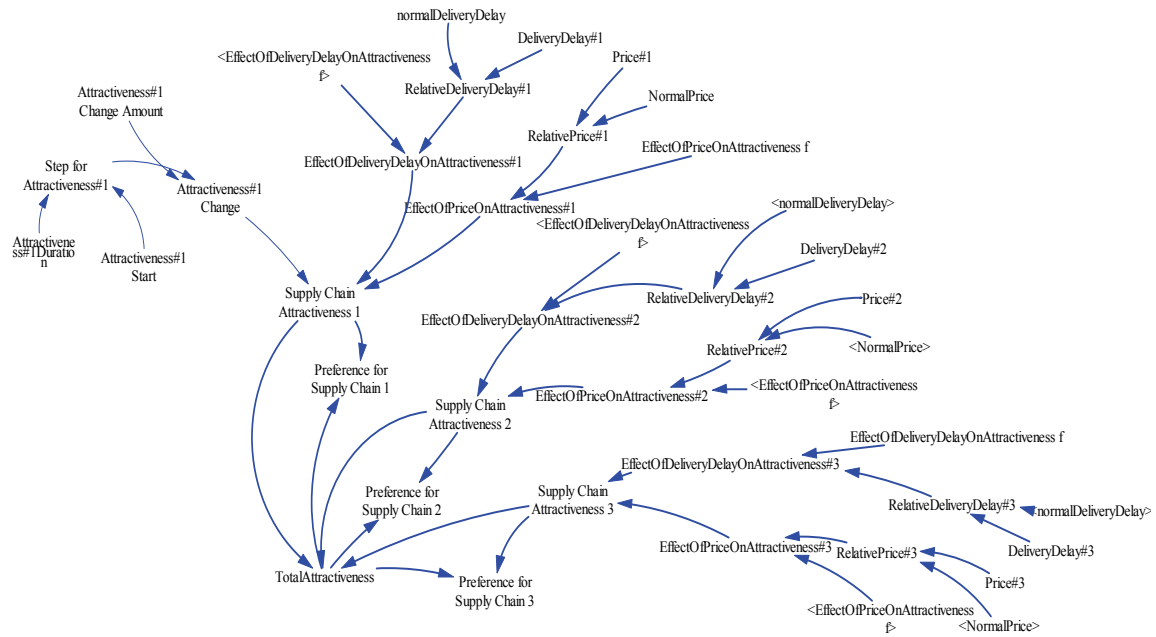 normalDeliveryDelay
DeliveryDelay#1
<EffectOfDeliveryDelayOnAttractiveness
f>
Price#1
RelativeDeliveryDelay#1
NormalPrice
Attractiveness#1
Change Amount
RelativePrice#1
EffectOfPriceOnAttractiveness f
EffectOfDeliveryDelayOnAttractiveness#1
Step for
Attractiveness#1
Attractiveness#1
Change
EffectOfPriceOnAttractiveness#1
<normalDeliveryDelay>
<EffectOfDeliveryDelayOnAttractiveness
f>
Attractivene
ss#1Duratio
n
Attractiveness#1
Start
DeliveryDelay#2
Supply Chain
Attractiveness 1
RelativeDeliveryDelay#2
Price#2
EffectOfDeliveryDelayOnAttractiveness#2
RelativePrice#2
<NormalPrice>
Preference for
Supply Chain 1
EffectOfPriceOnAttractiveness#2
<EffectOfPriceOnAttractiveness
f>
Supply Chain
Attractiveness 2
EffectOfDeliveryDelayOnAttractiveness f
EffectOfDeliveryDelayOnAttractiveness#3
Preference for
Supply Chain 2
Supply Chain
Attractiveness 3
RelativeDeliveryDelay#3
<normalDeliveryDelay>
EffectOfPriceOnAttractiveness#3
RelativePrice#3
DeliveryDelay#3
TotalAttractiveness
Preference for
Supply Chain 3
Price#3
<EffectOfPriceOnAttractiveness
f>
<NormalPrice>